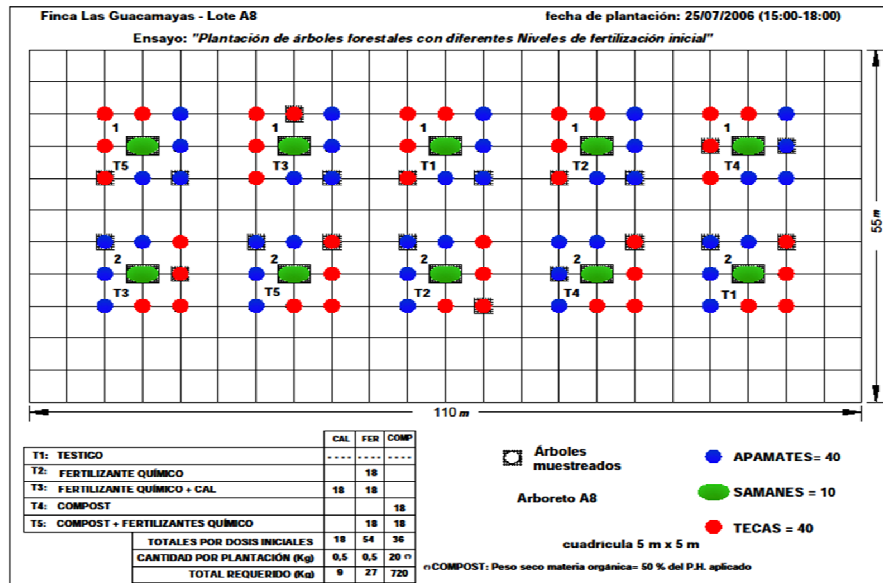 Finca Las Guacamayas - Lote A8 fecha de plantación: 25/07/2006 (15:00-18:00)
Ensayo: "Plantación de árboles forestales con diferentes Niveles de fertilización inicial"
1 1 1 1 1
T5 T3 T1 T2 T4
2 2 2 2 2
T3 T5 T2 T4 T1
55 m
110 m
CAL FER COMP
T1: TESTIGO ---- ---- ----
T2: FERTILIZANTE QUÍMICO 18
T3: FERTILIZANTE QUÍMICO + CAL 18 18
T4: COMPOST 18
T5: COMPOST + FERTILIZANTES QUÍMICO 18 18
TOTALES POR DOSIS INICIALES 18 54 36
CANTIDAD POR PLANTACIÓN (Kg) 0,5 0,5 20 ∩
TOTAL REQUERIDO (Kg) 9 27 720
Árboles
muestreados
Arboreto A8
APAMATES= 40
SAMANES = 10
TECAS = 40
cuadrícula 5 m x 5 m
∩COMPOST: Peso seco materia orgánica= 50 % del P.H. aplicado